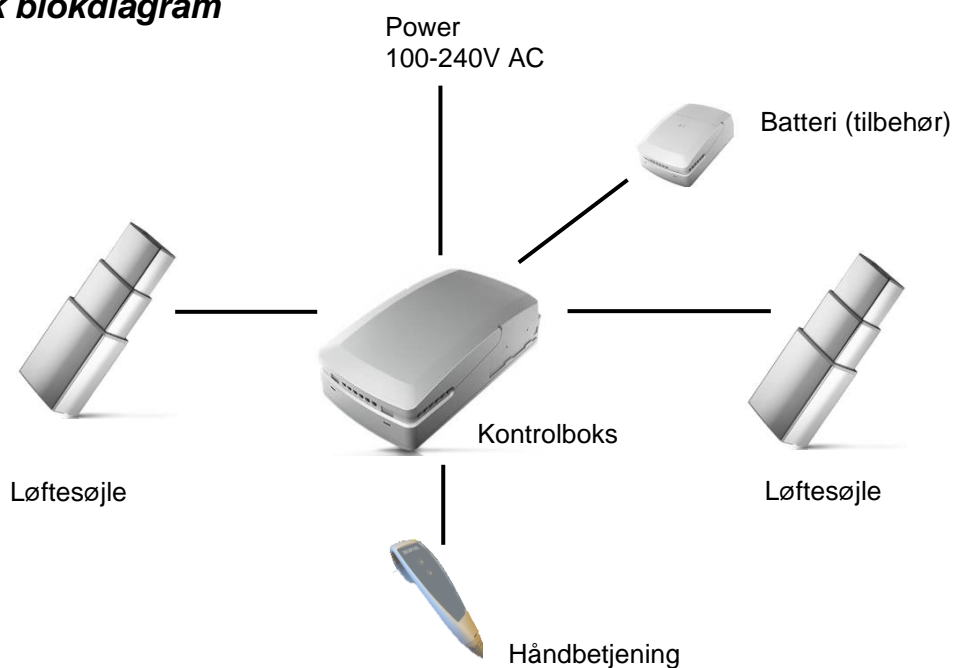 k blokdiagram
Power
100-240V AC
Batteri (tilbehør)
Kontrolboks
Løftesøjle
Løftesøjle
Håndbetjening